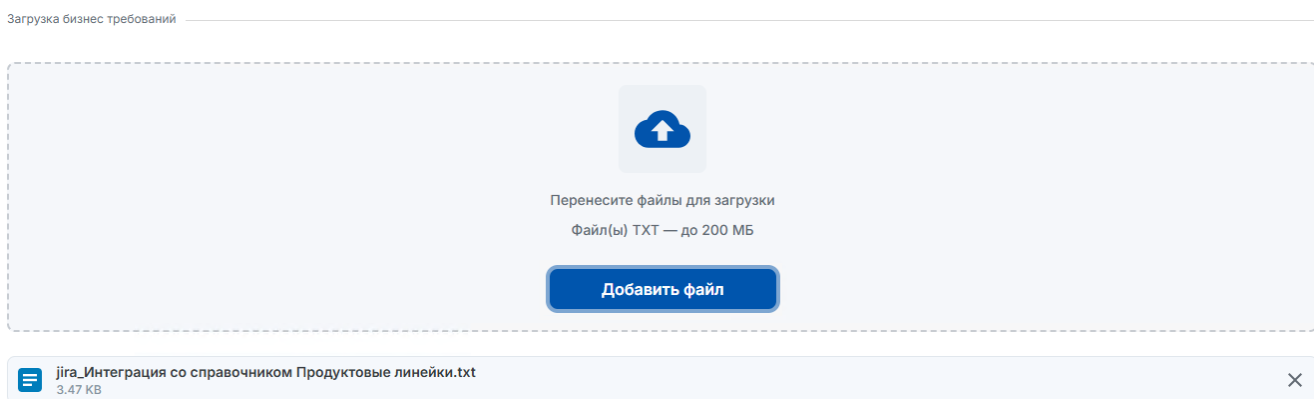 Загрузка бизнес требований
Перенесите файлы для загрузки
Файл(ы) TXT — до 200 МБ
Добавить файл
jira_Интеграция со справочником Продуктовые линейки.txt
3.47 KB